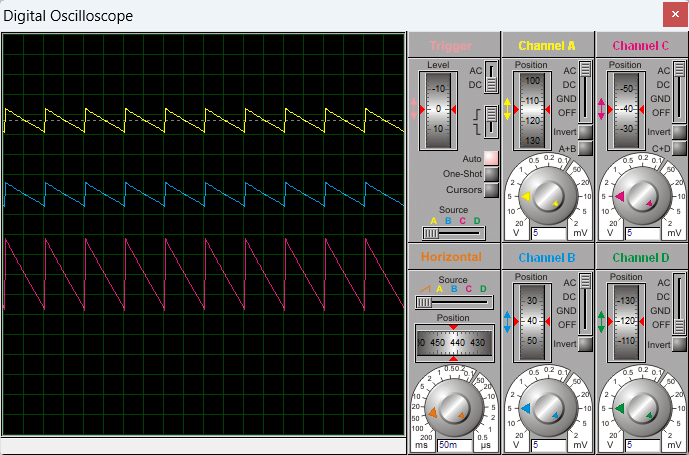 Digital Oscilloscope
Trigger
Level
-10
0
10
AC
DC
Auto
One-Shot
Cursors
Source
A B C D
Channel A
Position
100
110
120
130
AC
DC
GND
OFF
Invert
A+B
20 10 5 2 1 0.5 0.2 0.1 50 20 10 5 2
V 5 mV
Channel C
Position
-50
-40
-30
AC
DC
GND
OFF
Invert
C+D
20 10 5 2 1 0.5 0.2 0.1 50 20 10 5 2
V 5 mV
Horizontal
Source
A B C D
Position
450 440 430
200 100 50 20 10 5 2 1 0.5 0.2 0.1 50 20 10 5 2 1 0.5
ms 50m µs
Channel B
Position
30
40
50
AC
DC
GND
OFF
Invert
20 10 5 2 1 0.5 0.2 0.1 50 20 10 5 2
V 5 mV
Channel D
Position
-130
-120
-110
AC
DC
GND
OFF
Invert
20 10 5 2 1 0.5 0.2 0.1 50 20 10 5 2
V 5 mV